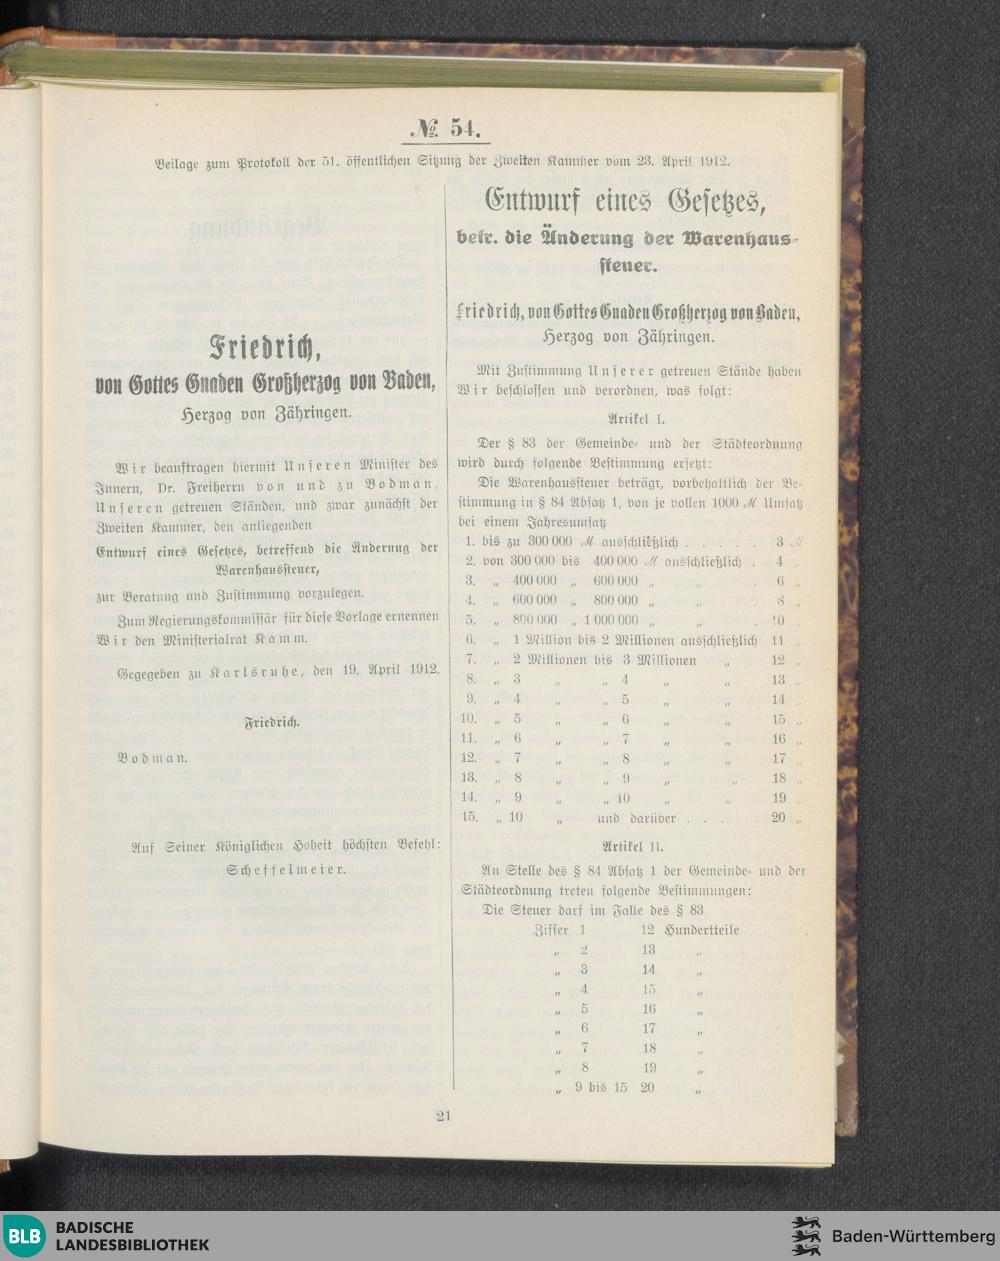 №. 54.
Beilage zum Protokoll der 51. öffentlichen Sitzung der Zweiten Kammer vom 23. April 1912.
Friedrich,
von Gottes Gnaden Großherzog von Baden,
Herzog von Zähringen.
Wir beauftragen hiermit Unseren Minister des
Innern, Dr. Freiherrn von und zu Bodman,
Unseren getreuen Ständen, und zwar zunächst der
Zweiten Kammer, den anliegenden
Entwurf eines Gesetzes, betreffend die Änderung der
Warenhaussteuer,
zur Beratung und Zustimmung vorzulegen.
Zum Regierungskommissär für diese Vorlage ernennen
Wir den Ministerialrat Kamm.
Gegegeben zu Karlsruhe, den 19. April 1912.
Friedrich.
Bodman.
Auf Seiner Königlichen Hoheit höchsten Befehl:
Scheffelmeier.
Entwurf eines Gesetzes,
betr. die Änderung der Warenhaus-
steuer.
Friedrich, von Gottes Gnaden Großherzog von Baden,
Herzog von Zähringen.
Mit Zustimmung Unserer getreuen Stände haben
Wir beschlossen und verordnen, was folgt:
Artikel I.
Der § 83 der Gemeinde- und der Städteordnung
wird durch folgende Bestimmung ersetzt:
Die Warenhaussteuer beträgt, vorbehaltlich der Be-
stimmung in § 84 Absatz 1, von je vollen 1000 ℳ Umsatz
bei einem Jahresumsatz
1. bis zu 300 000 ℳ ausschließlich . . . . . 3 ℳ
2. von 300 000 bis 400 000 ℳ ausschließlich . 4 „
3. „ 400 000 „ 600 000 „ „ 6 „
4. „ 600 000 „ 800 000 „ „ 8 „
5. „ 800 000 „ 1 000 000 „ „ 10 „
6. „ 1 Million bis 2 Millionen ausschließlich 11 „
7. „ 2 Millionen bis 3 Millionen „ 12 „
8. „ 3 „ „ 4 „ „ 13 „
9. „ 4 „ „ 5 „ „ 14 „
10. „ 5 „ „ 6 „ „ 15 „
11. „ 6 „ „ 7 „ „ 16 „
12. „ 7 „ „ 8 „ „ 17 „
13. „ 8 „ „ 9 „ „ 18 „
14. „ 9 „ „ 10 „ „ 19 „
15. „ 10 „ und darüber . . . . . 20 „
Artikel II.
An Stelle des § 84 Absatz 1 der Gemeinde- und der
Städteordnung treten folgende Bestimmungen:
Die Steuer darf im Falle des § 83
Ziffer 1 12 Hundertteile
„ 2 13 „
„ 3 14 „
„ 4 15 „
„ 5 16 „
„ 6 17 „
„ 7 18 „
„ 8 19 „
„ 9 bis 15 20 „
21
BLB BADISCHE
LANDESBIBLIOTHEK
Baden-Württemberg